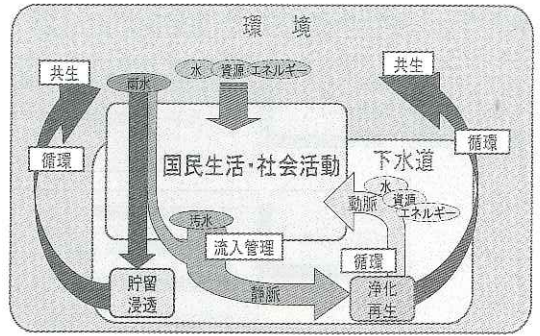 環 境
共生
雨水
水
資源
エネルギー
共生
循環
国民生活・社会活動
下水道
循環
水
動脈
資源
エネルギー
汚水
流入管理
循環
貯留
浸透
静脈
浄化
再生